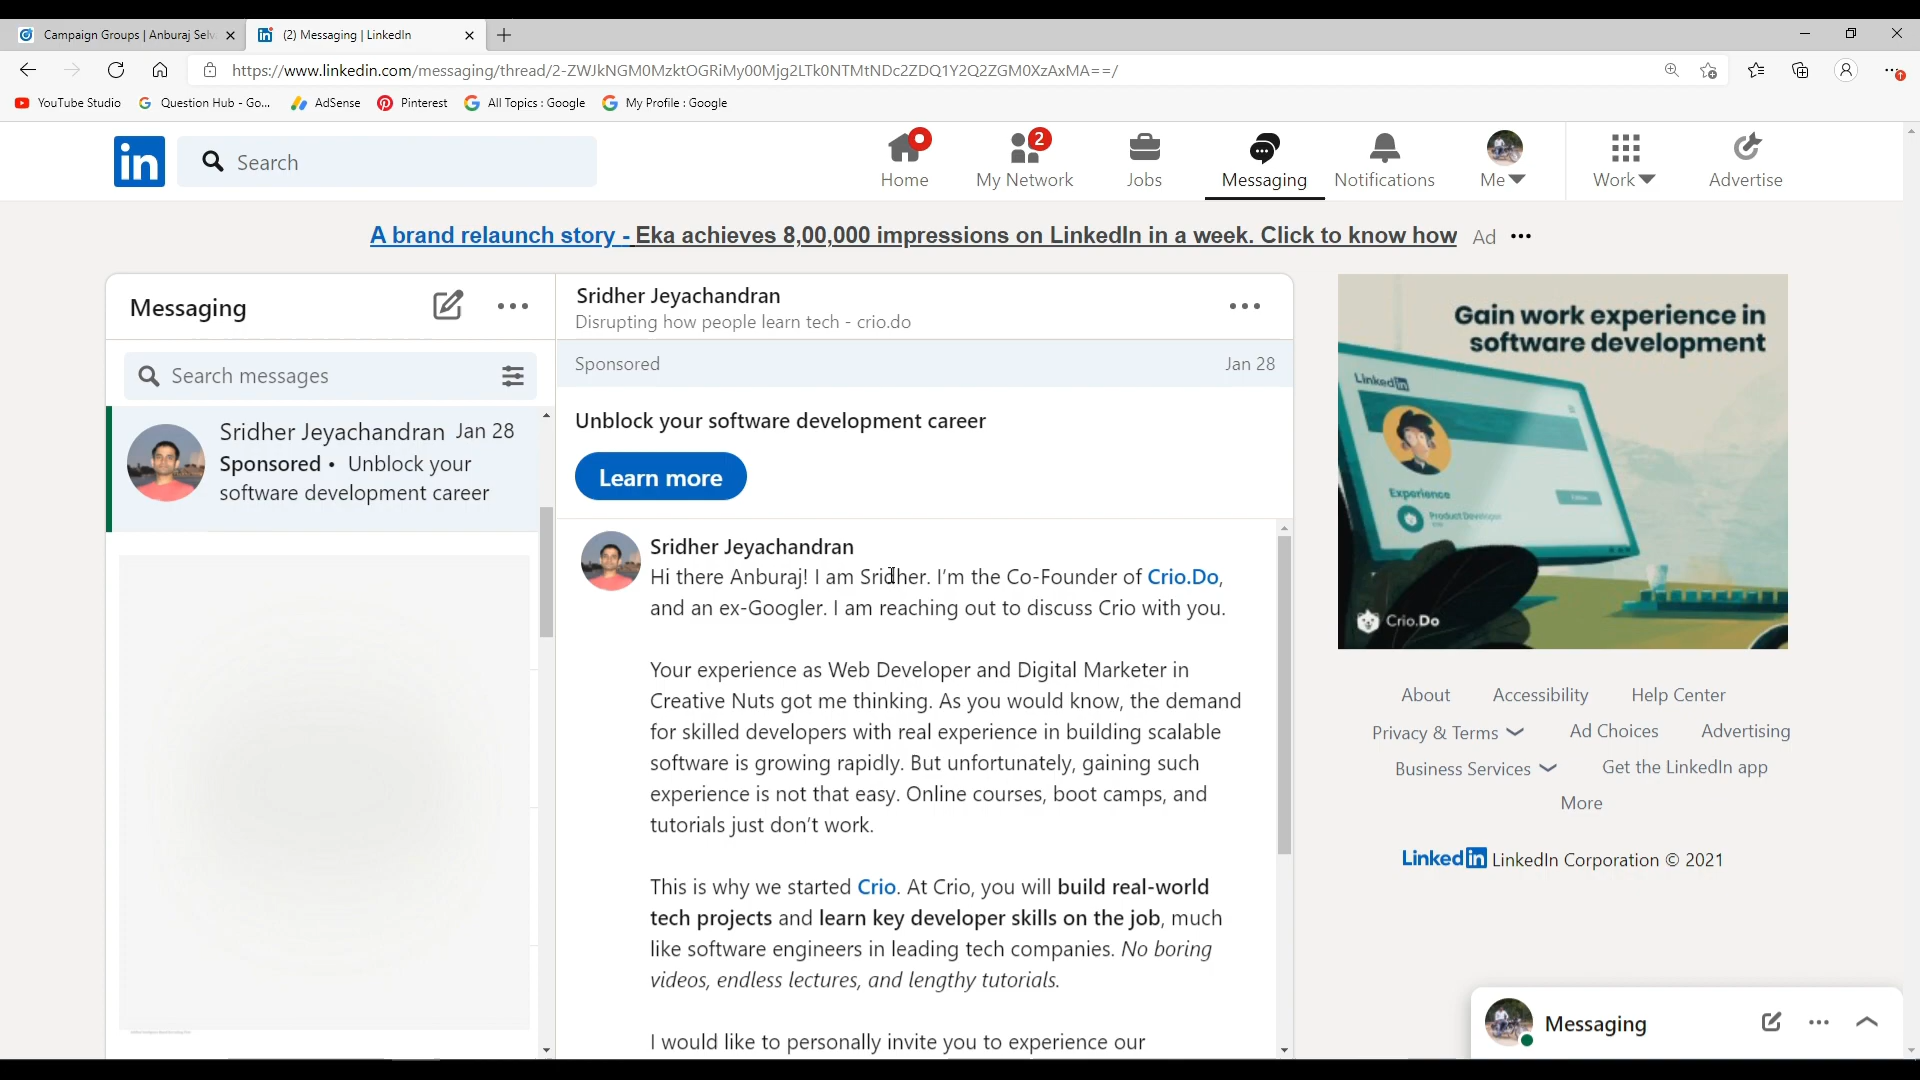 Campaign Groups | Anburaj Selv
(2) Messaging | LinkedIn
https://www.linkedin.com/messaging/thread/2-ZWJkNGM0MzktOGRiMy00Mjg2LTk0NTMtNDc2ZDQ1Y2Q2ZGM0XzAxMA==/
YouTube Studio
Question Hub - Go...
AdSense
Pinterest
All Topics : Google
My Profile : Google
in
Search
Home
2
My Network
Jobs
Messaging
Notifications
Me
Work
Advertise
A brand relaunch story - Eka achieves 8,00,000 impressions on LinkedIn in a week. Click to know how
Ad
Messaging
Search messages
Sridher Jeyachandran Jan 28
Sponsored • Unblock your
software development career
Sridher Jeyachandran
Disrupting how people learn tech - crio.do
Sponsored
Jan 28
Unblock your software development career
Learn more
Sridher Jeyachandran
Hi there Anburaj! I am Sridher. I'm the Co-Founder of Crio.Do,
and an ex-Googler. I am reaching out to discuss Crio with you.
Your experience as Web Developer and Digital Marketer in
Creative Nuts got me thinking. As you would know, the demand
for skilled developers with real experience in building scalable
software is growing rapidly. But unfortunately, gaining such
experience is not that easy. Online courses, boot camps, and
tutorials just don't work.
This is why we started Crio. At Crio, you will build real-world
tech projects and learn key developer skills on the job, much
like software engineers in leading tech companies. No boring
videos, endless lectures, and lengthy tutorials.
I would like to personally invite you to experience our
Gain work experience in
software development
Linkedin
Experience
Product Developer
Crio.Do
About
Accessibility
Help Center
Privacy & Terms
Ad Choices
Advertising
Business Services
Get the LinkedIn app
More
Linkedin LinkedIn Corporation © 2021
Messaging